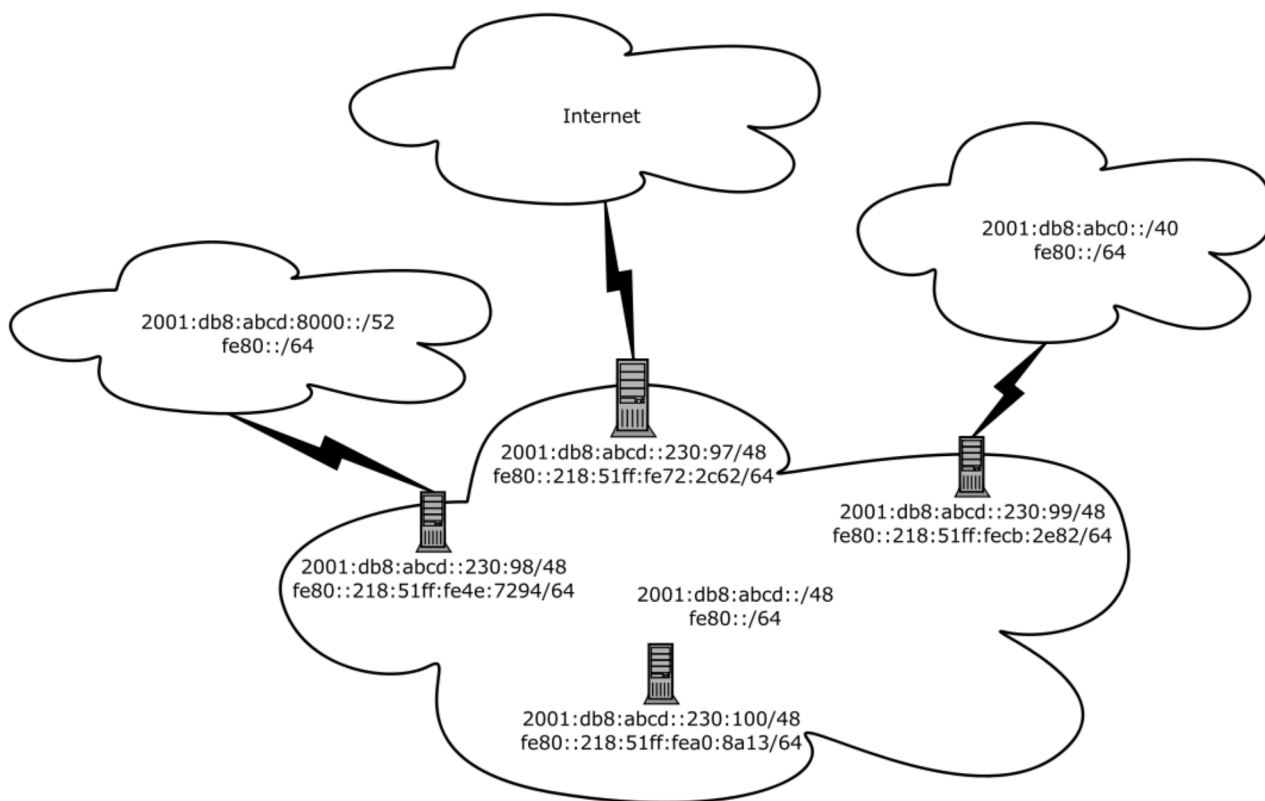 Internet
2001:db8:abc0::/40
fe80::/64
2001:db8:abcd:8000::/52
fe80::/64
2001:db8:abcd::230:97/48
fe80::218:51ff:fe72:2c62/64
2001:db8:abcd::230:99/48
fe80::218:51ff:fecb:2e82/64
2001:db8:abcd::230:98/48
fe80::218:51ff:fe4e:7294/64
2001:db8:abcd::/48
fe80::/64
2001:db8:abcd::230:100/48
fe80::218:51ff:fea0:8a13/64